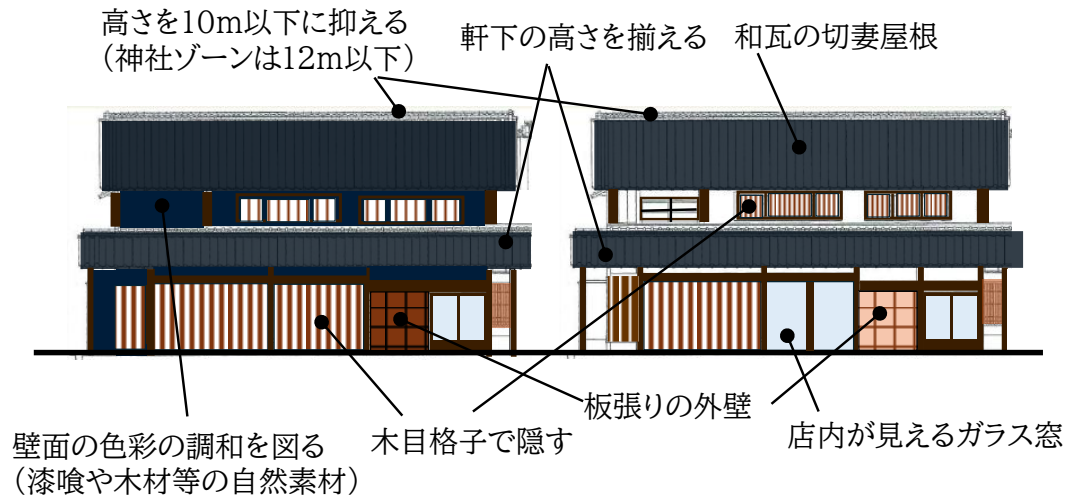 高さを10m以下に抑える
（神社ゾーンは12m以下）
軒下の高さを揃える
和瓦の切妻屋根
壁面の色彩の調和を図る
（漆喰や木材等の自然素材）
木目格子で隠す
板張りの外壁
店内が見えるガラス窓